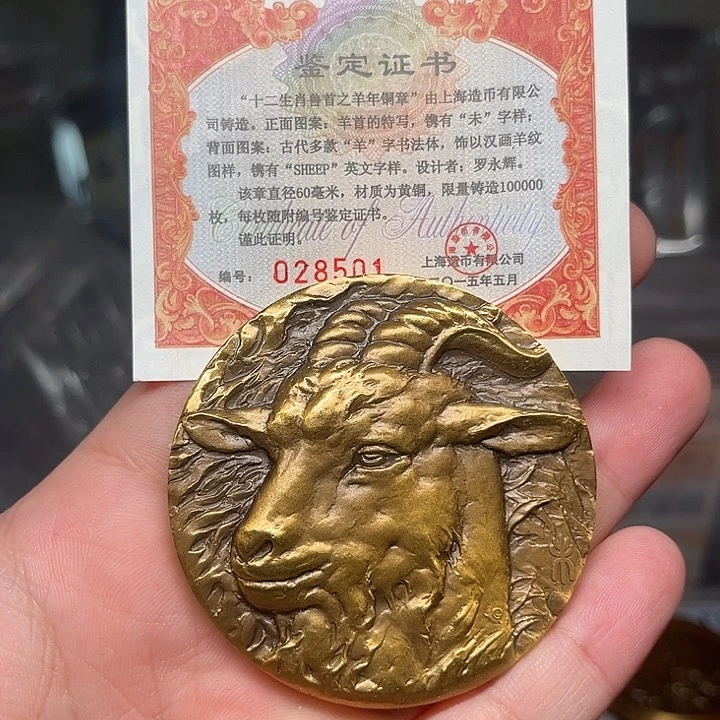 鉴定证书
“十二生肖兽首之羊年铜章”由上海造币有限公
司铸造。正面图案：羊首的特写，镌有“未”字样；
背面图案：古代多款“羊”字书法体，饰以汉画羊纹
图样，镌有“SHEEP”英文字样。设计者：罗永辉。
该章直径60毫米，材质为黄铜，限量铸造100000
枚，每枚随附编号鉴定证书。
Certificate of Authenticity
谨此证明。
编号： 028501 上海造币有限公司
二〇一五年五月